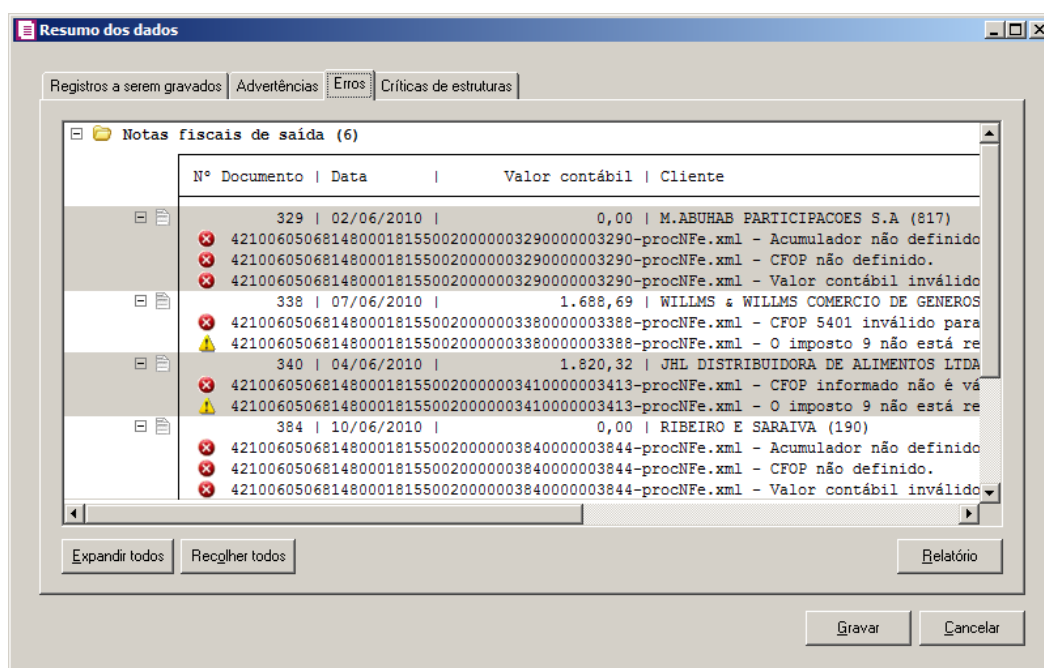 Resumo dos dados
Registros a serem gravados Advertências Erros Críticas de estruturas
Notas fiscais de saída (6)
Nº Documento | Data | Valor contábil | Cliente
329 | 02/06/2010 | 0,00 | M.ABUHAB PARTICIPACOES S.A (817)
42100605068148000181550020000003290000003290-procNFe.xml - Acumulador não definido
42100605068148000181550020000003290000003290-procNFe.xml - CFOP não definido.
42100605068148000181550020000003290000003290-procNFe.xml - Valor contábil inválido
338 | 07/06/2010 | 1.688,69 | WILLMS & WILLMS COMERCIO DE GENEROS
42100605068148000181550020000003380000003388-procNFe.xml - CFOP 5401 inválido para
42100605068148000181550020000003380000003388-procNFe.xml - O imposto 9 não está re
340 | 04/06/2010 | 1.820,32 | JHL DISTRIBUIDORA DE ALIMENTOS LTDA
42100605068148000181550020000003410000003413-procNFe.xml - CFOP informado não é vá
42100605068148000181550020000003410000003413-procNFe.xml - O imposto 9 não está re
384 | 10/06/2010 | 0,00 | RIBEIRO E SARAIVA (190)
42100605068148000181550020000003840000003844-procNFe.xml - Acumulador não definido
42100605068148000181550020000003840000003844-procNFe.xml - CFOP não definido.
42100605068148000181550020000003840000003844-procNFe.xml - Valor contábil inválido
Expandir todos Recolher todos Relatório
Gravar Cancelar